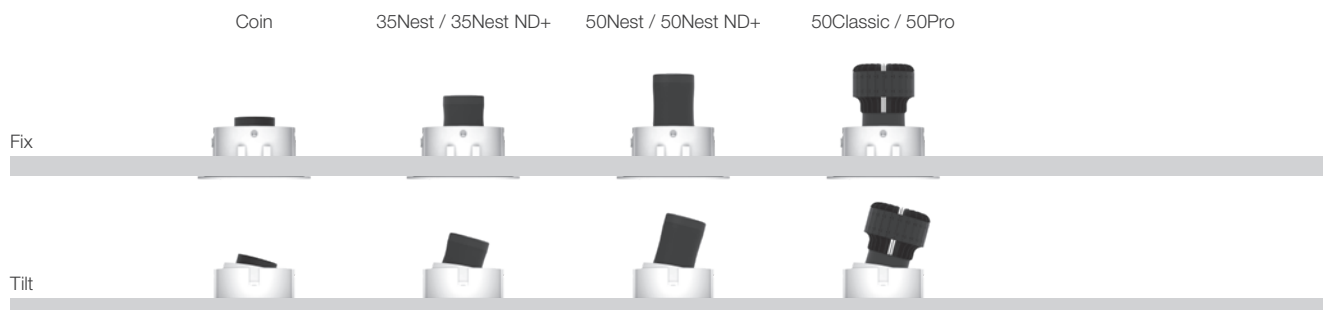 Coin 35Nest / 35Nest ND+ 50Nest / 50Nest ND+ 50Classic / 50Pro
Fix
Tilt